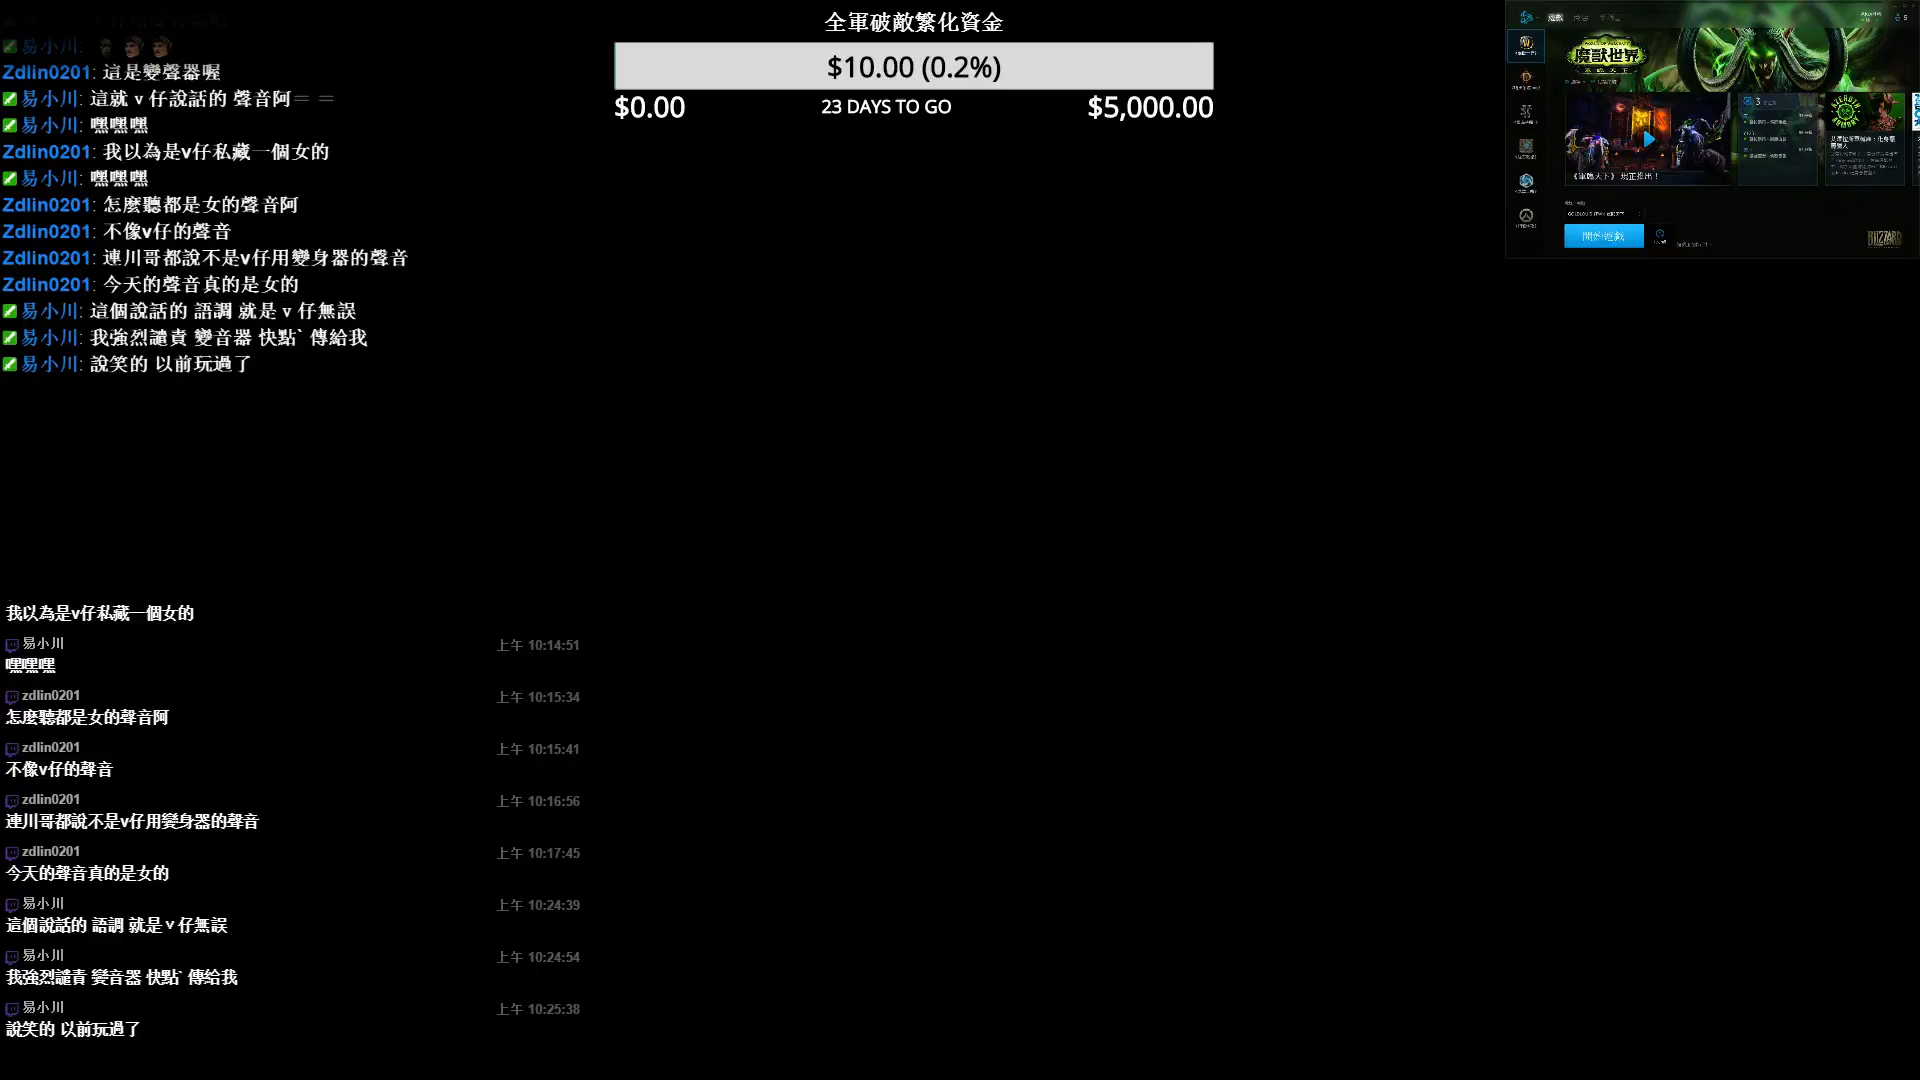 易小川:
Zdlin0201: 這是變聲器喔
易小川: 這就ｖ仔說話的 聲音阿＝ ＝
易小川: 嘿嘿嘿
Zdlin0201: 我以為是v仔私藏一個女的
易小川: 嘿嘿嘿
Zdlin0201: 怎麼聽都是女的聲音阿
Zdlin0201: 不像v仔的聲音
Zdlin0201: 連川哥都說不是v仔用變身器的聲音
Zdlin0201: 今天的聲音真的是女的
易小川: 這個說話的 語調 就是ｖ仔無誤
易小川: 我強烈譴責 變音器 快點` 傳給我
易小川: 說笑的 以前玩過了
全軍破敵繁化資金
$10.00 (0.2%)
$0.00
23 DAYS TO GO
$5,000.00
遊戲
魔獸世界
《軍臨天下》 現正推出！
3
開始遊戲
BLIZZARD
我以為是v仔私藏一個女的
易小川 上午 10:14:51
嘿嘿嘿
zdlin0201 上午 10:15:34
怎麼聽都是女的聲音阿
zdlin0201 上午 10:15:41
不像v仔的聲音
zdlin0201 上午 10:16:56
連川哥都說不是v仔用變身器的聲音
zdlin0201 上午 10:17:45
今天的聲音真的是女的
易小川 上午 10:24:39
這個說話的 語調 就是ｖ仔無誤
易小川 上午 10:24:54
我強烈譴責 變音器 快點` 傳給我
易小川 上午 10:25:38
說笑的 以前玩過了